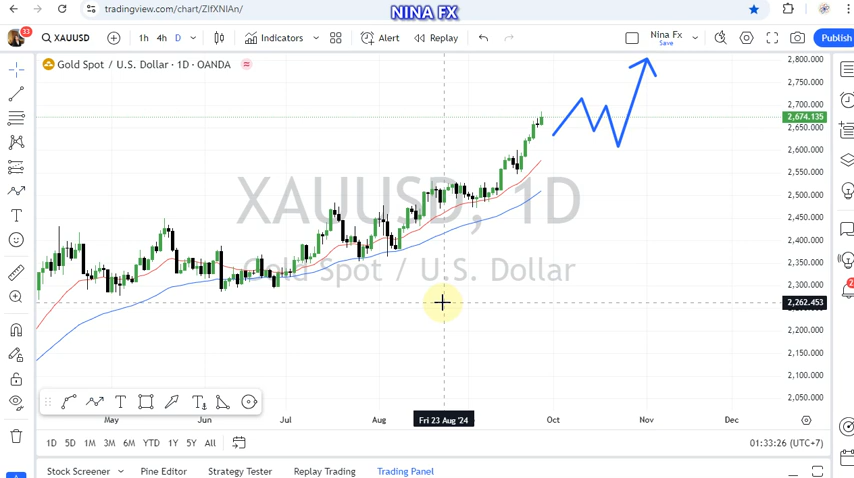 tradingview.com/chart/ZIfXNIAn/
NINA FX
33
XAUUSD
1h 4h D
Indicators
Alert
Replay
Nina Fx
Save
Publish
Gold Spot / U.S. Dollar · 1D · OANDA
XAUUSD, 1D
Gold Spot / U.S. Dollar
2,800.000
2,700.000
2,674.135
2,650.000
2,600.000
2,550.000
2,500.000
2,450.000
2,400.000
2,350.000
2,300.000
2,262.453
2,200.000
2,150.000
2,100.000
2,050.000
2
May Jun Jul Aug Fri 23 Aug '24 Oct Nov Dec
1D 5D 1M 3M 6M YTD 1Y 5Y All
01:33:26 (UTC+7)
Stock Screener Pine Editor Strategy Tester Replay Trading Trading Panel